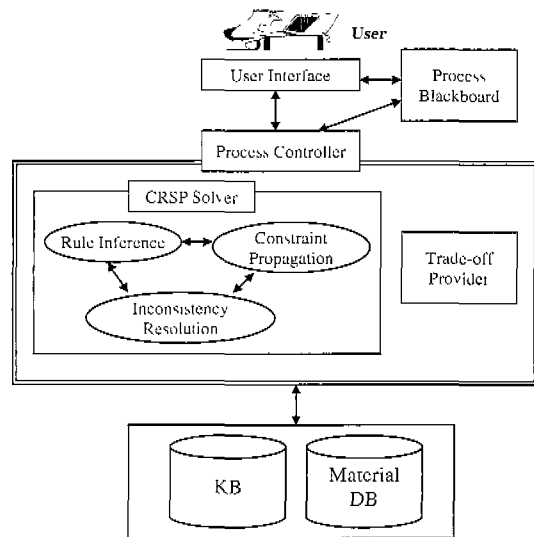 User
User Interface
Process
Blackboard
Process Controller
CRSP Solver
Rule Inference
Constraint
Propagation
Inconsistency
Resolution
Trade-off
Provider
KB
Material
DB